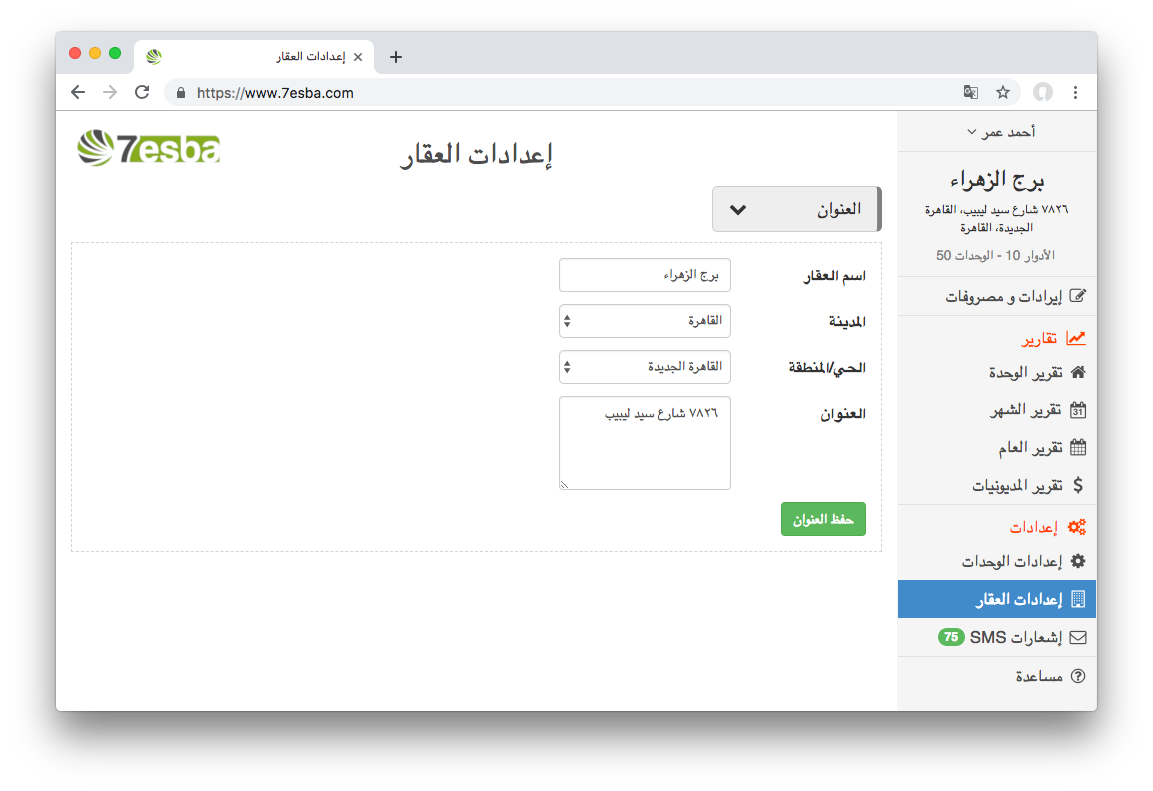 إعدادات العقار
https://www.7esba.com
أحمد عمر
برج الزهراء
٧٨٢٦ شارع سيد ليبيب، القاهرة
الجديدة، القاهرة
الأدوار 10 - الوحدات 50
إيرادات و مصروفات
تقارير
تقرير الوحدة
31 تقرير الشهر
تقرير العام
$ تقرير المديونيات
إعدادات
إعدادات الوحدات
إعدادات العقار
إشعارات SMS 75
مساعدة
7esba
إعدادات العقار
العنوان
اسم العقار برج الزهراء
المدينة القاهرة
الحي/المنطقة القاهرة الجديدة
العنوان ٧٨٢٦ شارع سيد ليبيب
حفظ العنوان